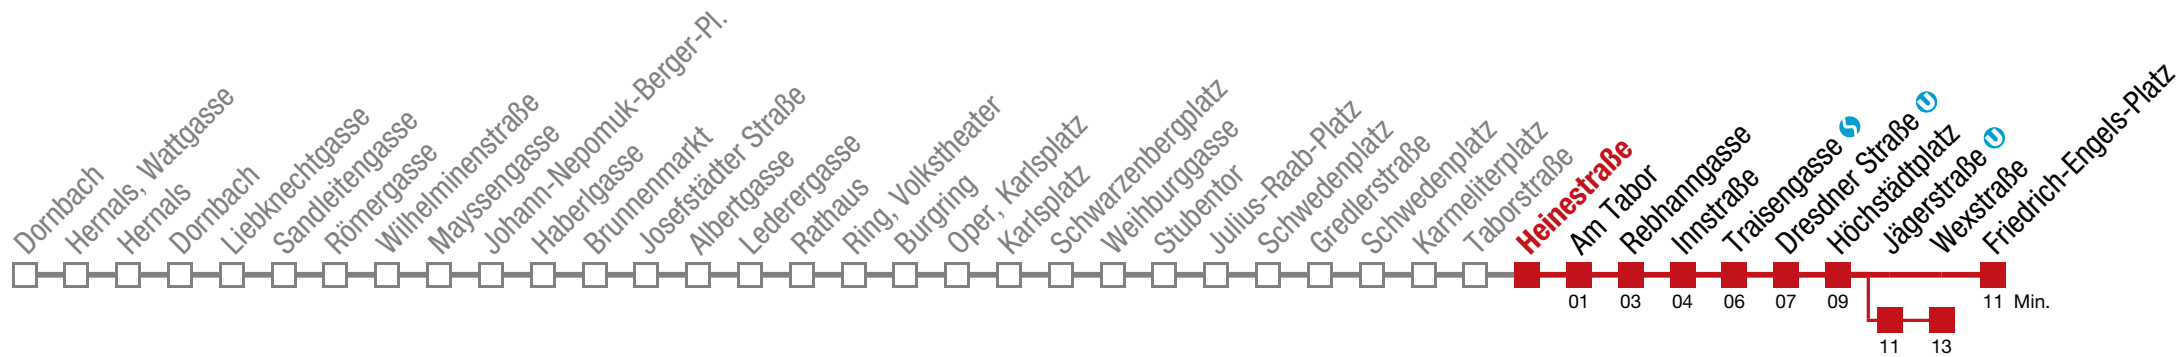 Dornbach
Hernals, Wattgasse
Hernals
Dornbach
Liebknechtgasse
Sandleitengasse
Römergasse
Wilhelminenstraße
Mayssengasse
Johann-Nepomuk-Berger-Pl.
Haberlgasse
Brunnenmarkt
Josefstädter Straße
Albertgasse
Lederergasse
Rathaus
Ring, Volkstheater
Burgring
Oper, Karlsplatz
Karlsplatz
Schwarzenbergplatz
Weihburggasse
Stubentor
Julius-Raab-Platz
Schwedenplatz
Gredlerstraße
Schwedenplatz
Karmeliterplatz
Taborstraße
Heinestraße
Am Tabor
Rebhanngasse
Innstraße
Traisengasse S
Dresdner Straße U
Höchstädtplatz
Jägerstraße U
Wexstraße
Friedrich-Engels-Platz
01 03 04 06 07 09 11 Min.
11 13